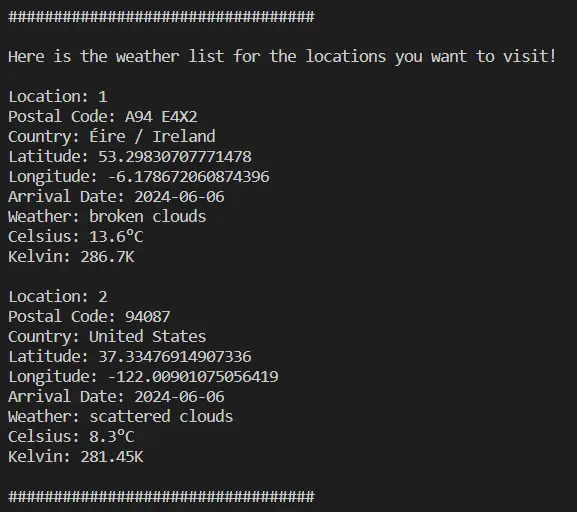 ##################################
Here is the weather list for the locations you want to visit!
Location: 1
Postal Code: A94 E4X2
Country: Éire / Ireland
Latitude: 53.29830707771478
Longitude: -6.178672060874396
Arrival Date: 2024-06-06
Weather: broken clouds
Celsius: 13.6°C
Kelvin: 286.7K
Location: 2
Postal Code: 94087
Country: United States
Latitude: 37.33476914907336
Longitude: -122.00901075056419
Arrival Date: 2024-06-06
Weather: scattered clouds
Celsius: 8.3°C
Kelvin: 281.45K
##################################